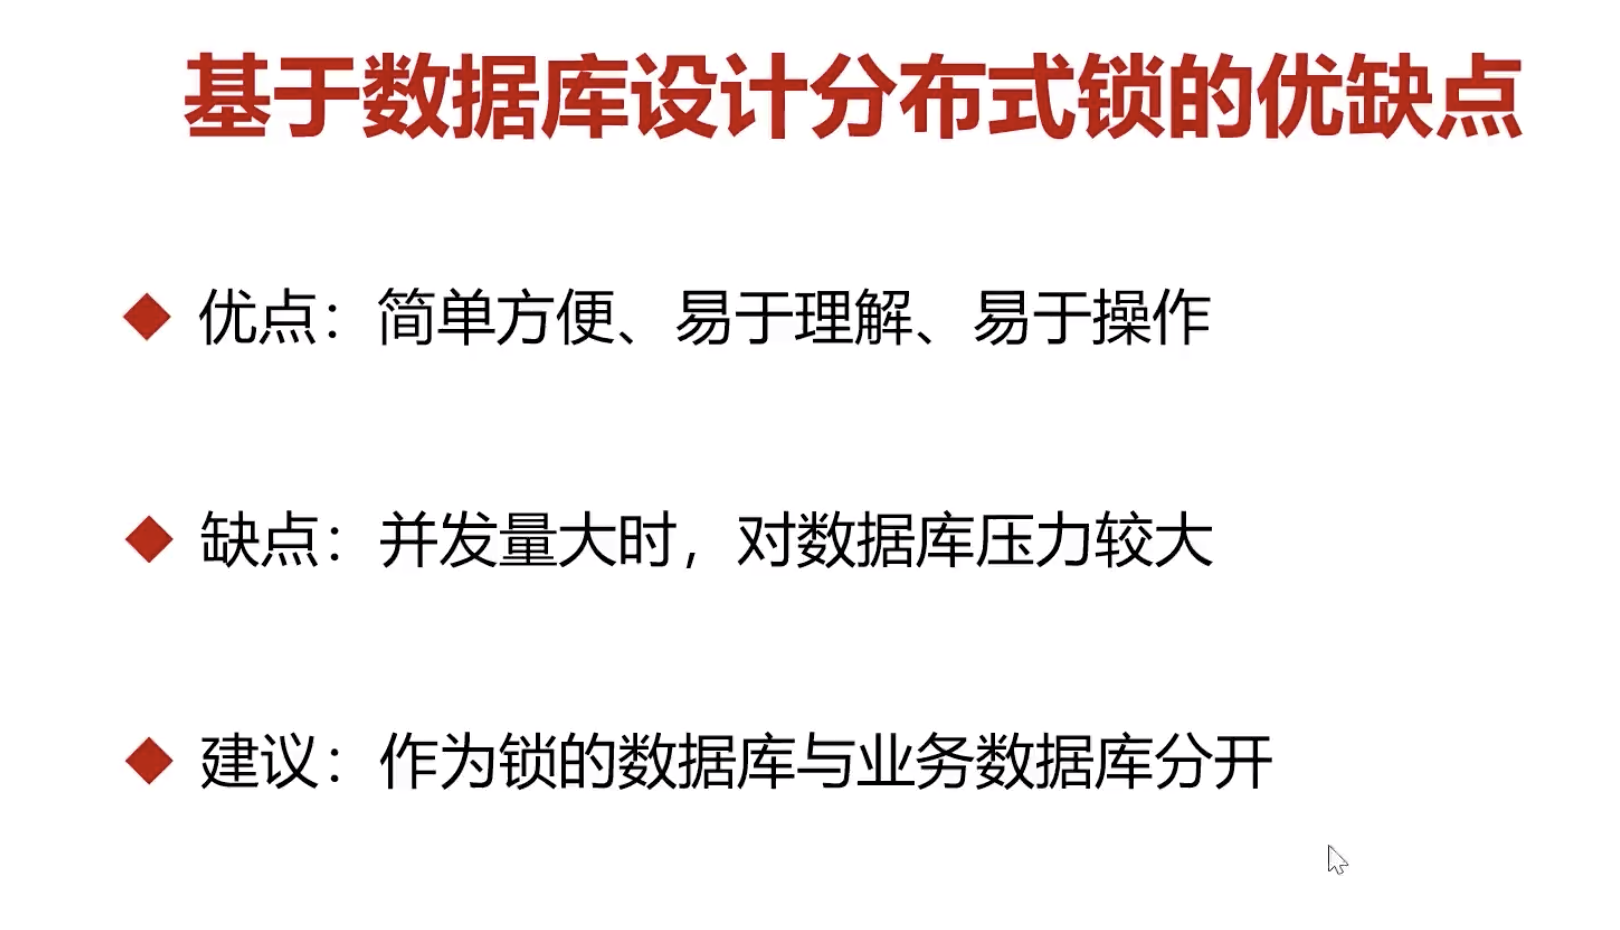 基于数据库设计分布式锁的优缺点
优点：简单方便、易于理解、易于操作
缺点：并发量大时，对数据库压力较大
建议：作为锁的数据库与业务数据库分开